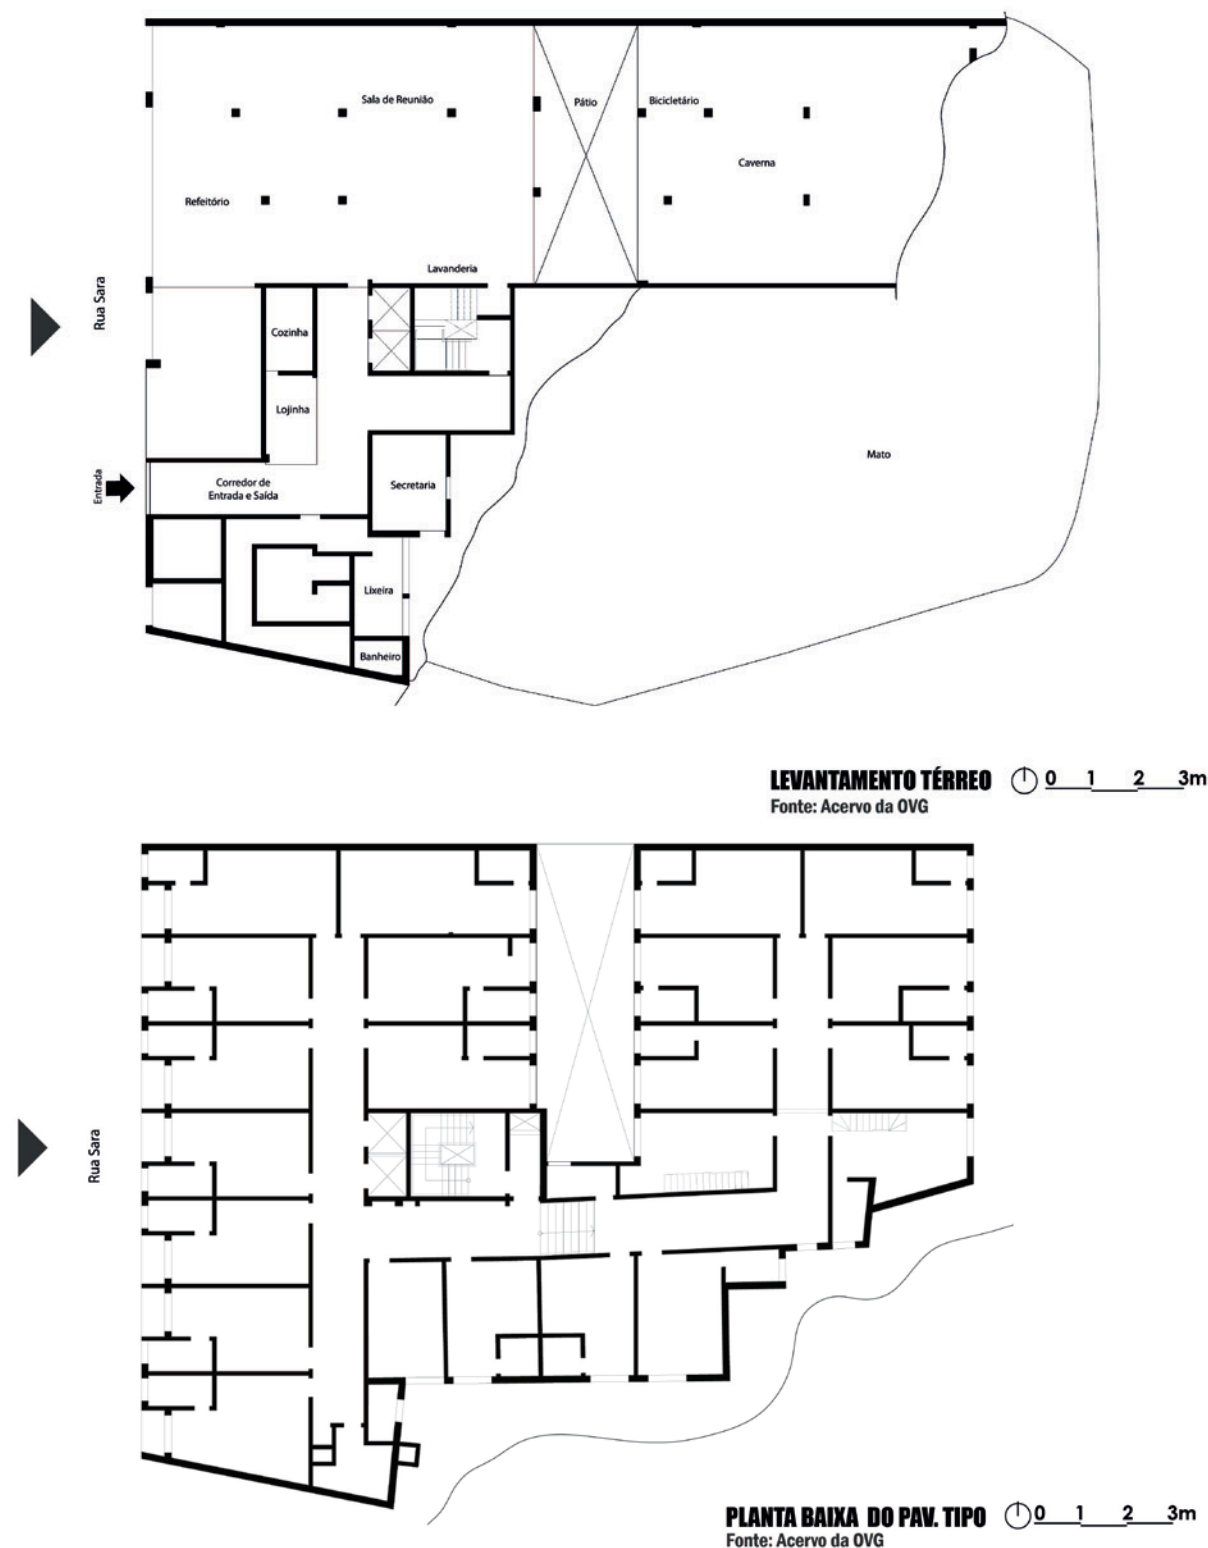 Sala de Reunião
Pátio
Bicicletário
Caverna
Refeitório
Lavanderia
Rua Sara
Cozinha
Lojinha
Mato
Entrada
Corredor de
Entrada e Saída
Secretaria
Lixeira
Banheiro
LEVANTAMENTO TÉRREO 0 1 2 3m
Fonte: Acervo da OVG
Rua Sara
PLANTA BAIXA DO PAV. TIPO 0 1 2 3m
Fonte: Acervo da OVG